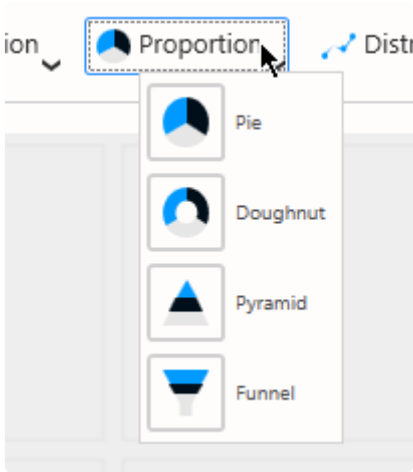 ion Proportion Distr
Pie
Doughnut
Pyramid
Funnel